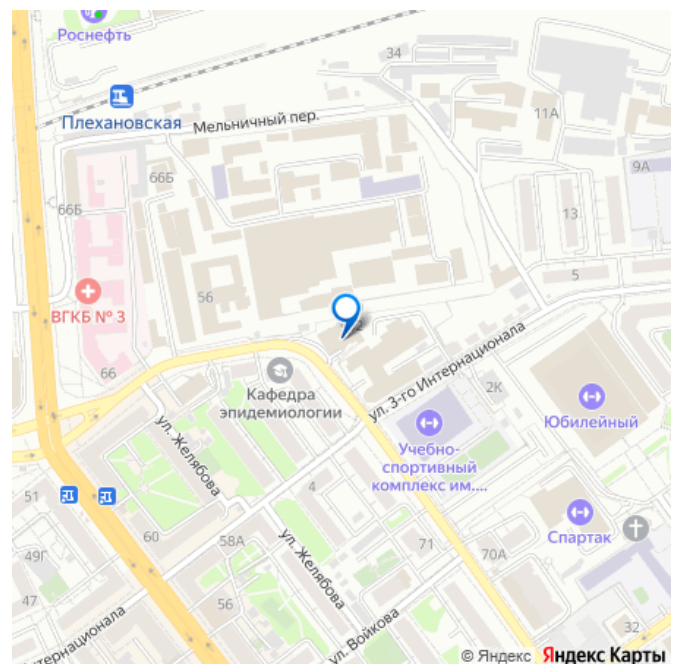 Роснефть
34
Плехановская
Мельничный пер.
11А
66Б
9А
66Б
13
5
56
ВГКБ № 3
66
Кафедра
эпидемиологии
ул. 3-го Интернационала
2К
Юбилейный
Учебно-
спортивный
комплекс им....
ул. Желябова
51
60
4
58А
71
70А
Спартак
49Г
47
ул. Желябова
56
ул. Войкова
32
тернационала
© Яндекс Яндекс Карты